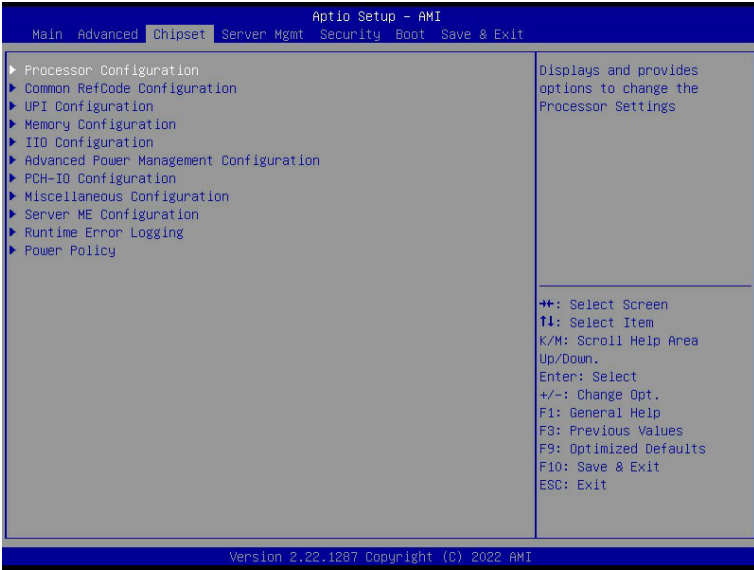 Aptio Setup - AMI
Main Advanced Chipset Server Mgmt Security Boot Save & Exit
Processor Configuration
Common RefCode Configuration
UPI Configuration
Memory Configuration
IIO Configuration
Advanced Power Management Configuration
PCH-IO Configuration
Miscellaneous Configuration
Server ME Configuration
Runtime Error Logging
Power Policy
Displays and provides
options to change the
Processor Settings
→←: Select Screen
↑↓: Select Item
K/M: Scroll Help Area
Up/Down.
Enter: Select
+/-: Change Opt.
F1: General Help
F3: Previous Values
F9: Optimized Defaults
F10: Save & Exit
ESC: Exit
Version 2.22.1287 Copyright (C) 2022 AMI